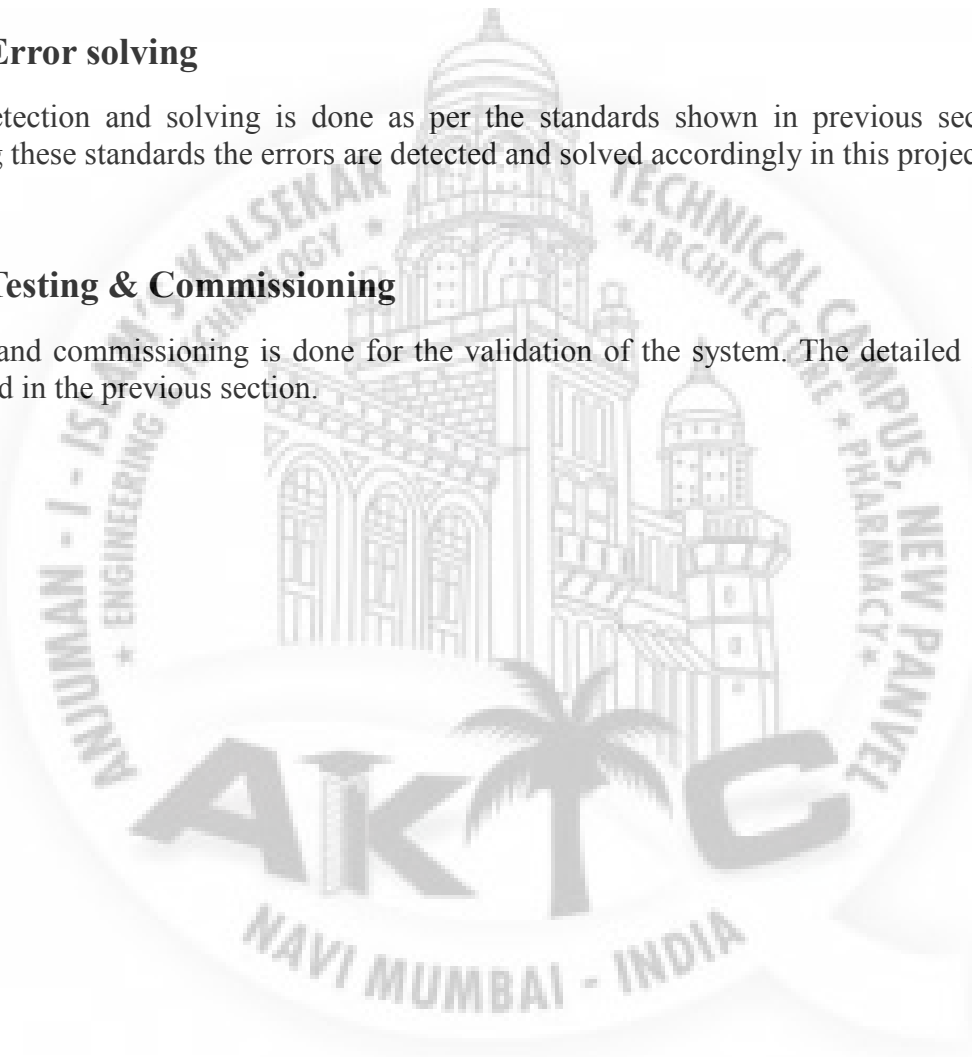 Error solving
etection and solving is done as per the standards shown in previous sec
g these standards the errors are detected and solved accordingly in this projec
Testing & Commissioning
and commissioning is done for the validation of the system. The detailed
d in the previous section.
ANJUMAN - I - ISLAM'S KALSEKAR TECHNICAL CAMPUS, NEW PANVEL
* ENGINEERING & TECHNOLOGY * *ARCHITECTURE * PHARMACY*
AKTC
NAVI MUMBAI - INDIA